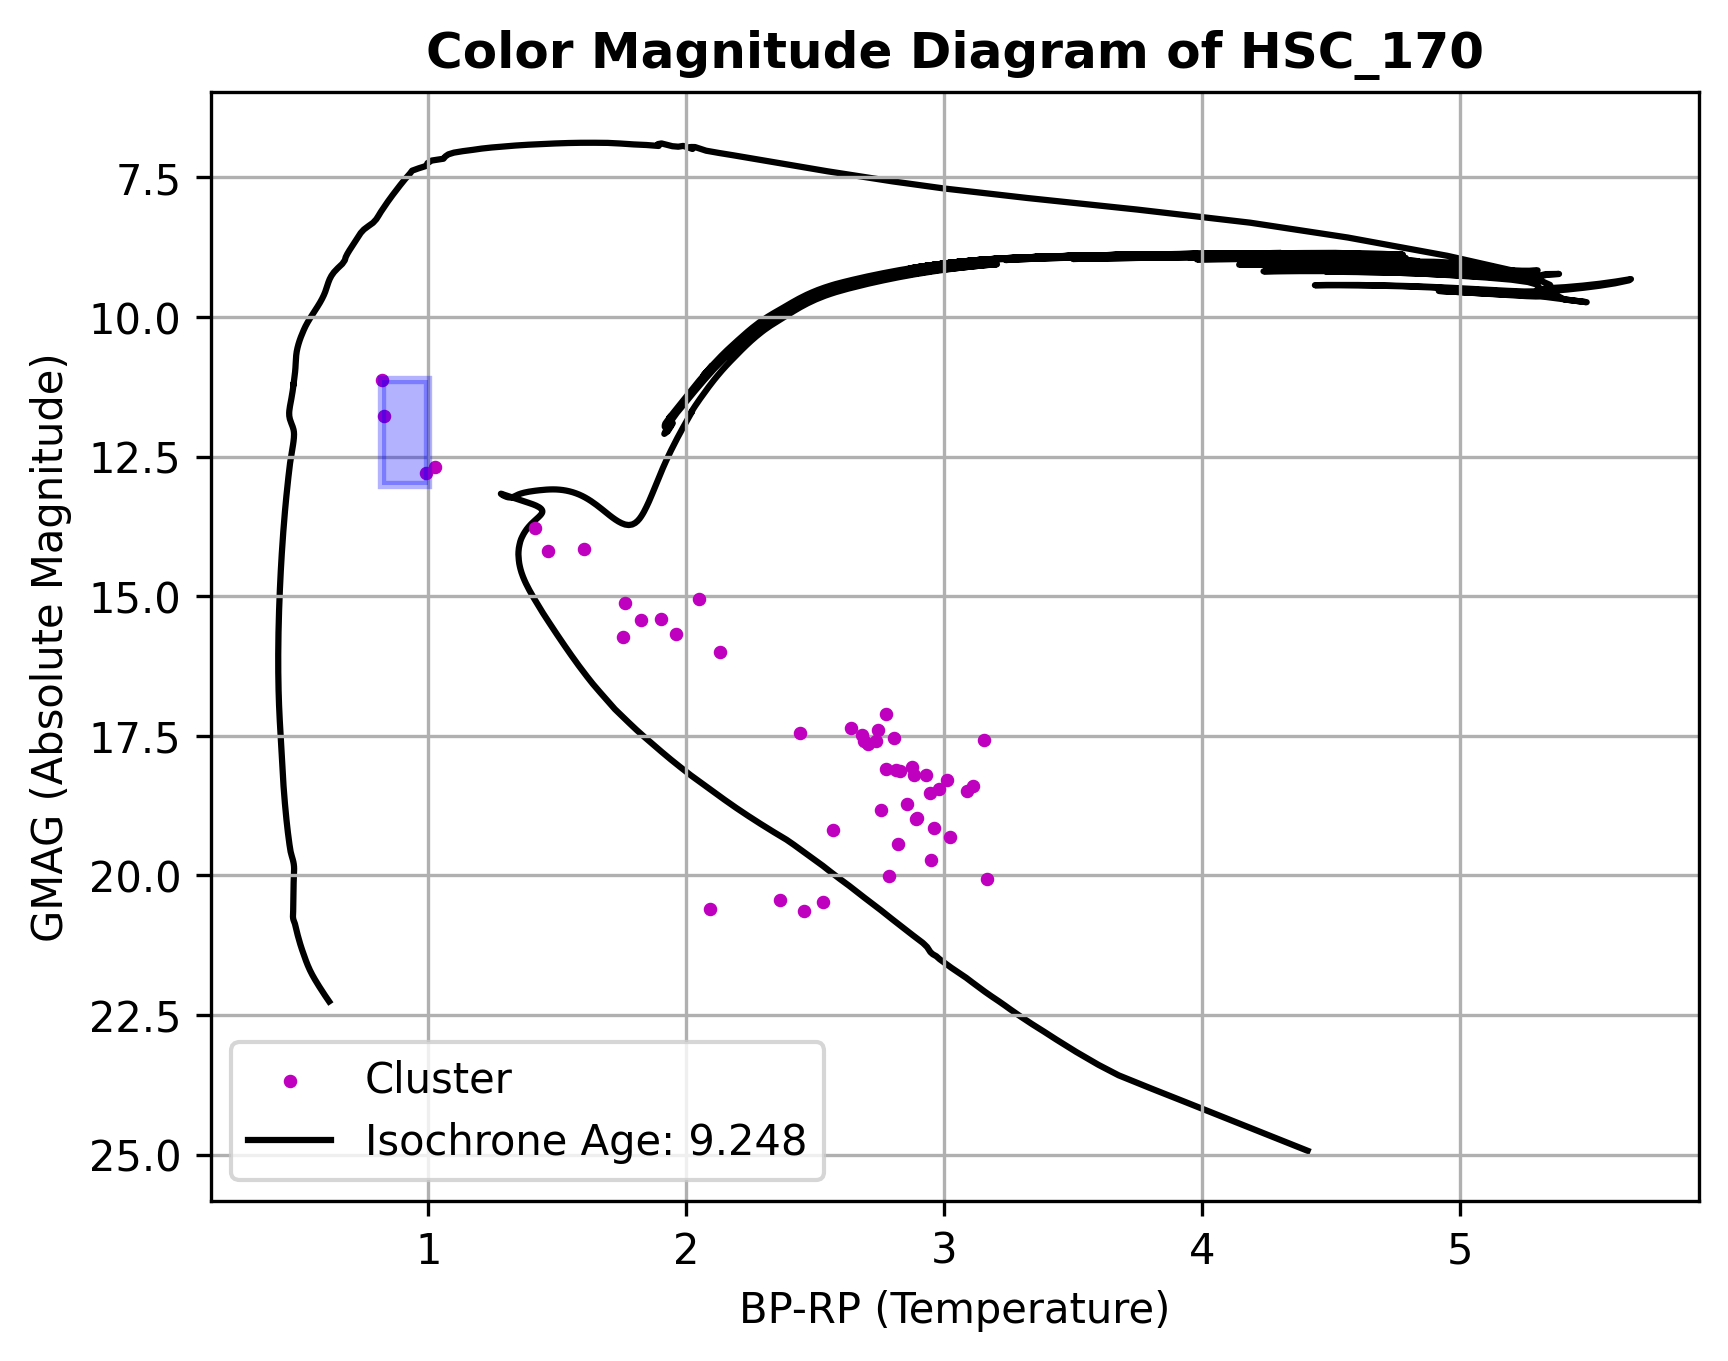 Color Magnitude Diagram of HSC_170
GMAG (Absolute Magnitude)
7.5
10.0
12.5
15.0
17.5
20.0
22.5
25.0
Cluster
Isochrone Age: 9.248
1 2 3 4 5
BP-RP (Temperature)